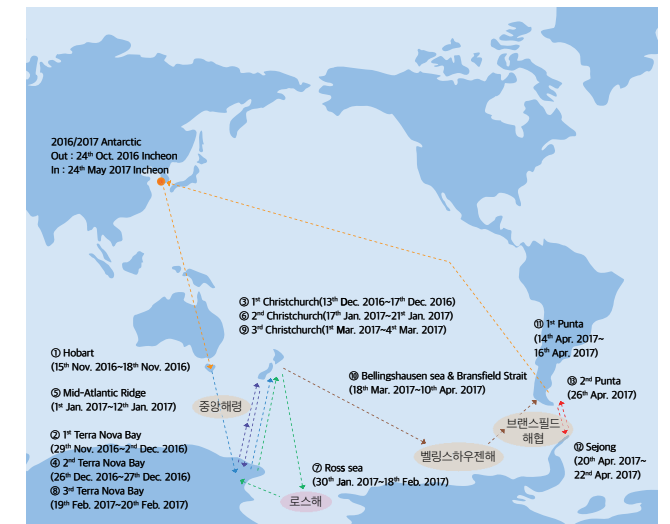 2016/2017 Antarctic
Out : 24th Oct. 2016 Incheon
In : 24th May 2017 Incheon
③ 1st Christchurch(13th Dec. 2016~17th Dec. 2016)
⑥ 2nd Christchurch(17th Jan. 2017~21st Jan. 2017)
⑨ 3rd Christchurch(1st Mar. 2017~4st Mar. 2017)
⑪ 1st Punta
(14th Apr. 2017~
16th Apr. 2017)
① Hobart
(15th Nov. 2016~18th Nov. 2016)
⑩ Bellingshausen sea & Bransfield Strait
(18th Mar. 2017~10th Apr. 2017)
⑬ 2nd Punta
(26th Apr. 2017)
⑤ Mid-Atlantic Ridge
(1st Jan. 2017~12th Jan. 2017)
중앙해령
브랜스필드
해협
② 1st Terra Nova Bay
(29th Nov. 2016~2nd Dec. 2016)
④ 2nd Terra Nova Bay
(26th Dec. 2016~27th Dec. 2016)
⑧ 3rd Terra Nova Bay
(19th Feb. 2017~20th Feb. 2017)
벨링스하우젠해
⑫ Sejong
(20th Apr. 2017~
22nd Apr. 2017)
⑦ Ross sea
(30th Jan. 2017~18th Feb. 2017)
로스해